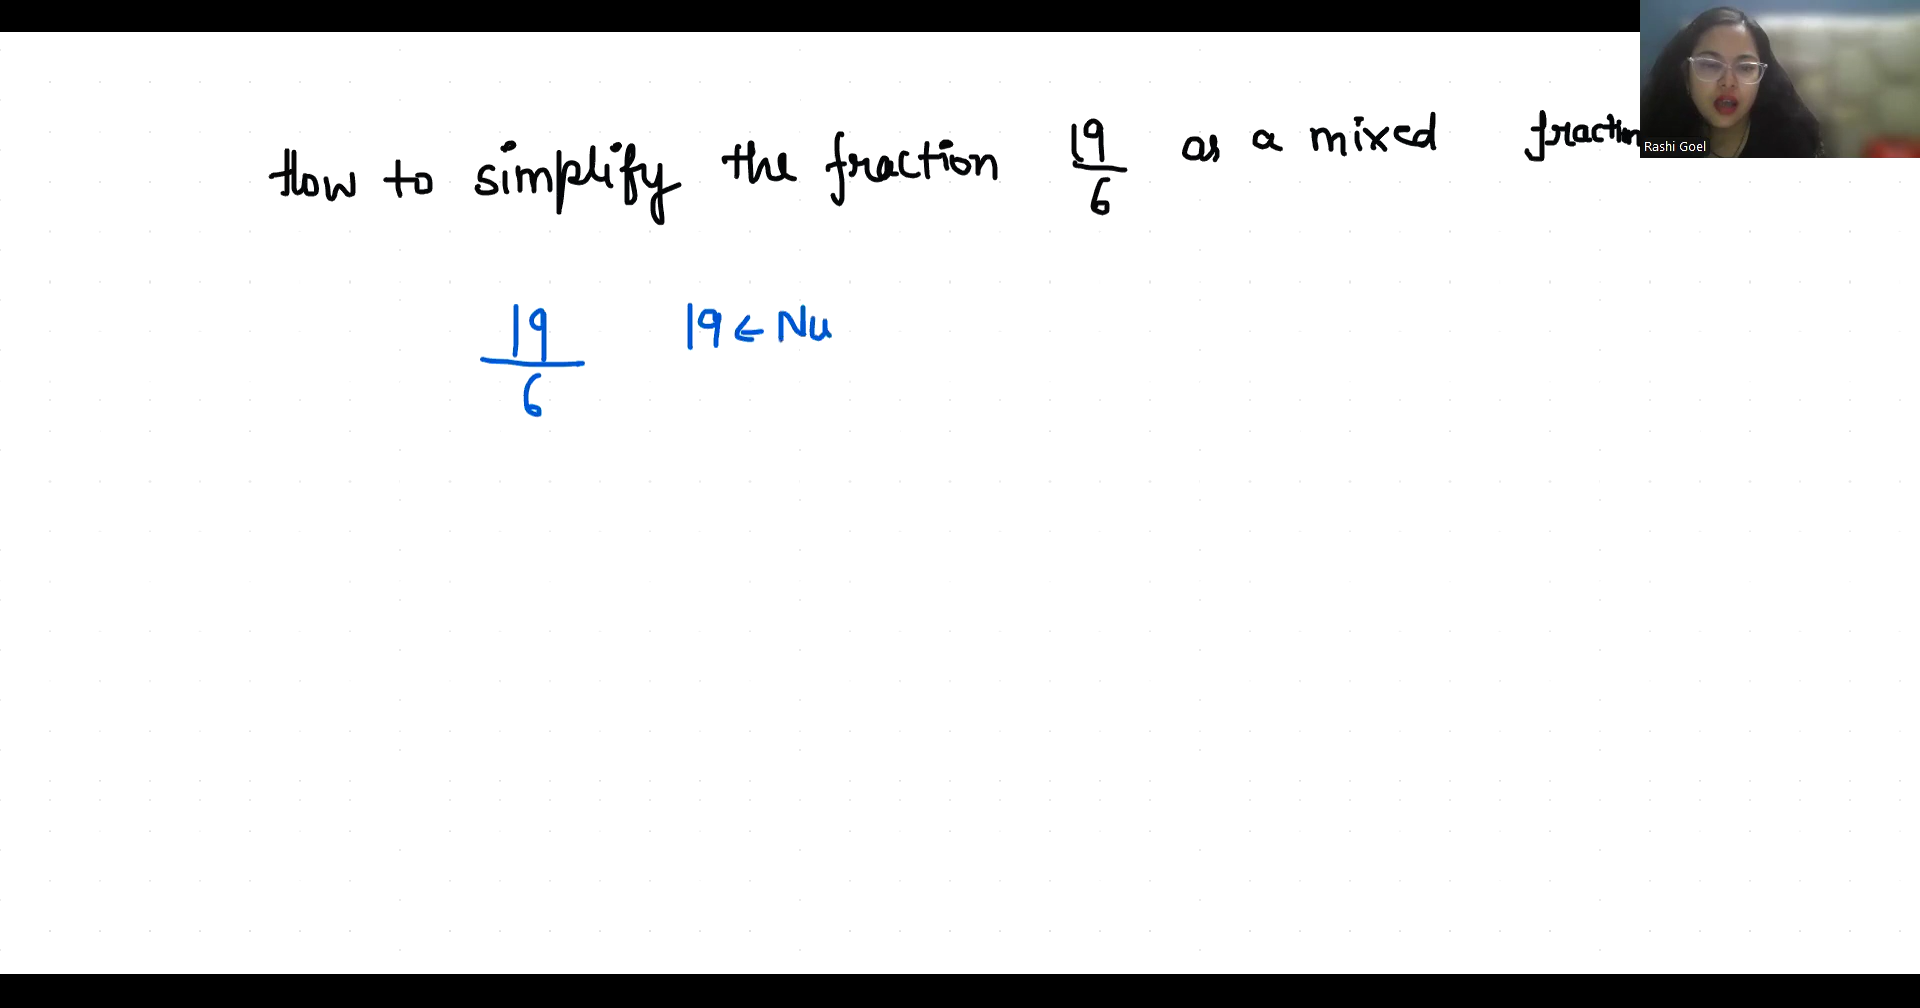 How to simplify the fraction 19/6 as a mixed fraction
Rashi Goel
19 19 ← Nu
6